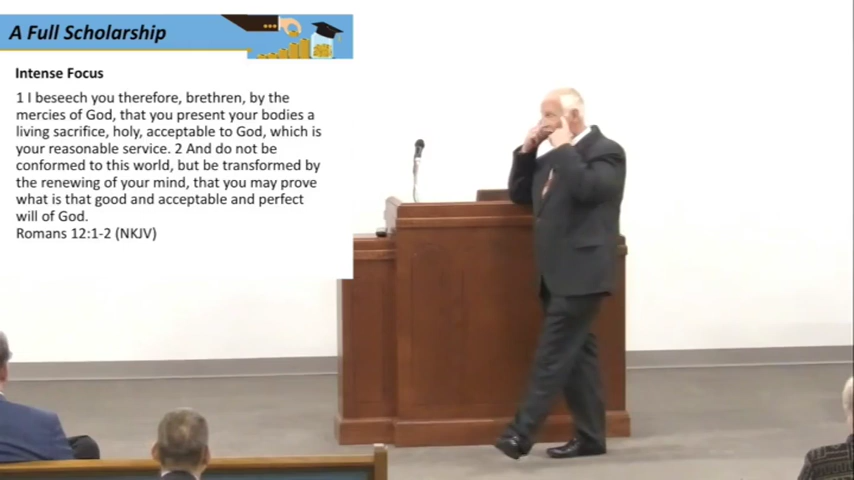 A Full Scholarship
Intense Focus
1 I beseech you therefore, brethren, by the
mercies of God, that you present your bodies a
living sacrifice, holy, acceptable to God, which is
your reasonable service. 2 And do not be
conformed to this world, but be transformed by
the renewing of your mind, that you may prove
what is that good and acceptable and perfect
will of God.
Romans 12:1-2 (NKJV)